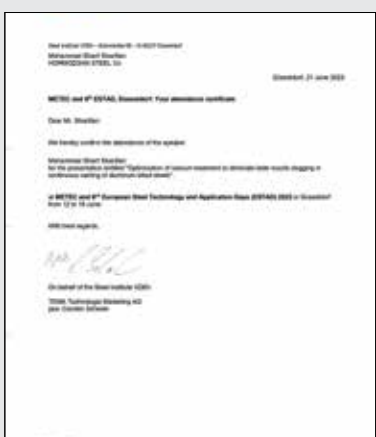 Steel Institute VDEh
Mohammad Sharif Sharifian
HORMOZGAN STEEL Co
Düsseldorf, 21 June 2023
METEC and 6th ESTAD, Düsseldorf: Your attendance certificate
Dear Mr. Sharifian
We hereby confirm the attendance of the speaker
Mohammad Sharif Sharifian
for the presentation entitled "Optimization of vacuum treatment to eliminate tundish nozzle clogging in
continuous casting of aluminum killed steels"
at METEC and 6th European Steel Technology and Application Days (ESTAD) 2023 in Düsseldorf
from 12 to 16 June.
With best regards,
On behalf of the Steel Institute VDEh
TEMA Technologie Marketing AG